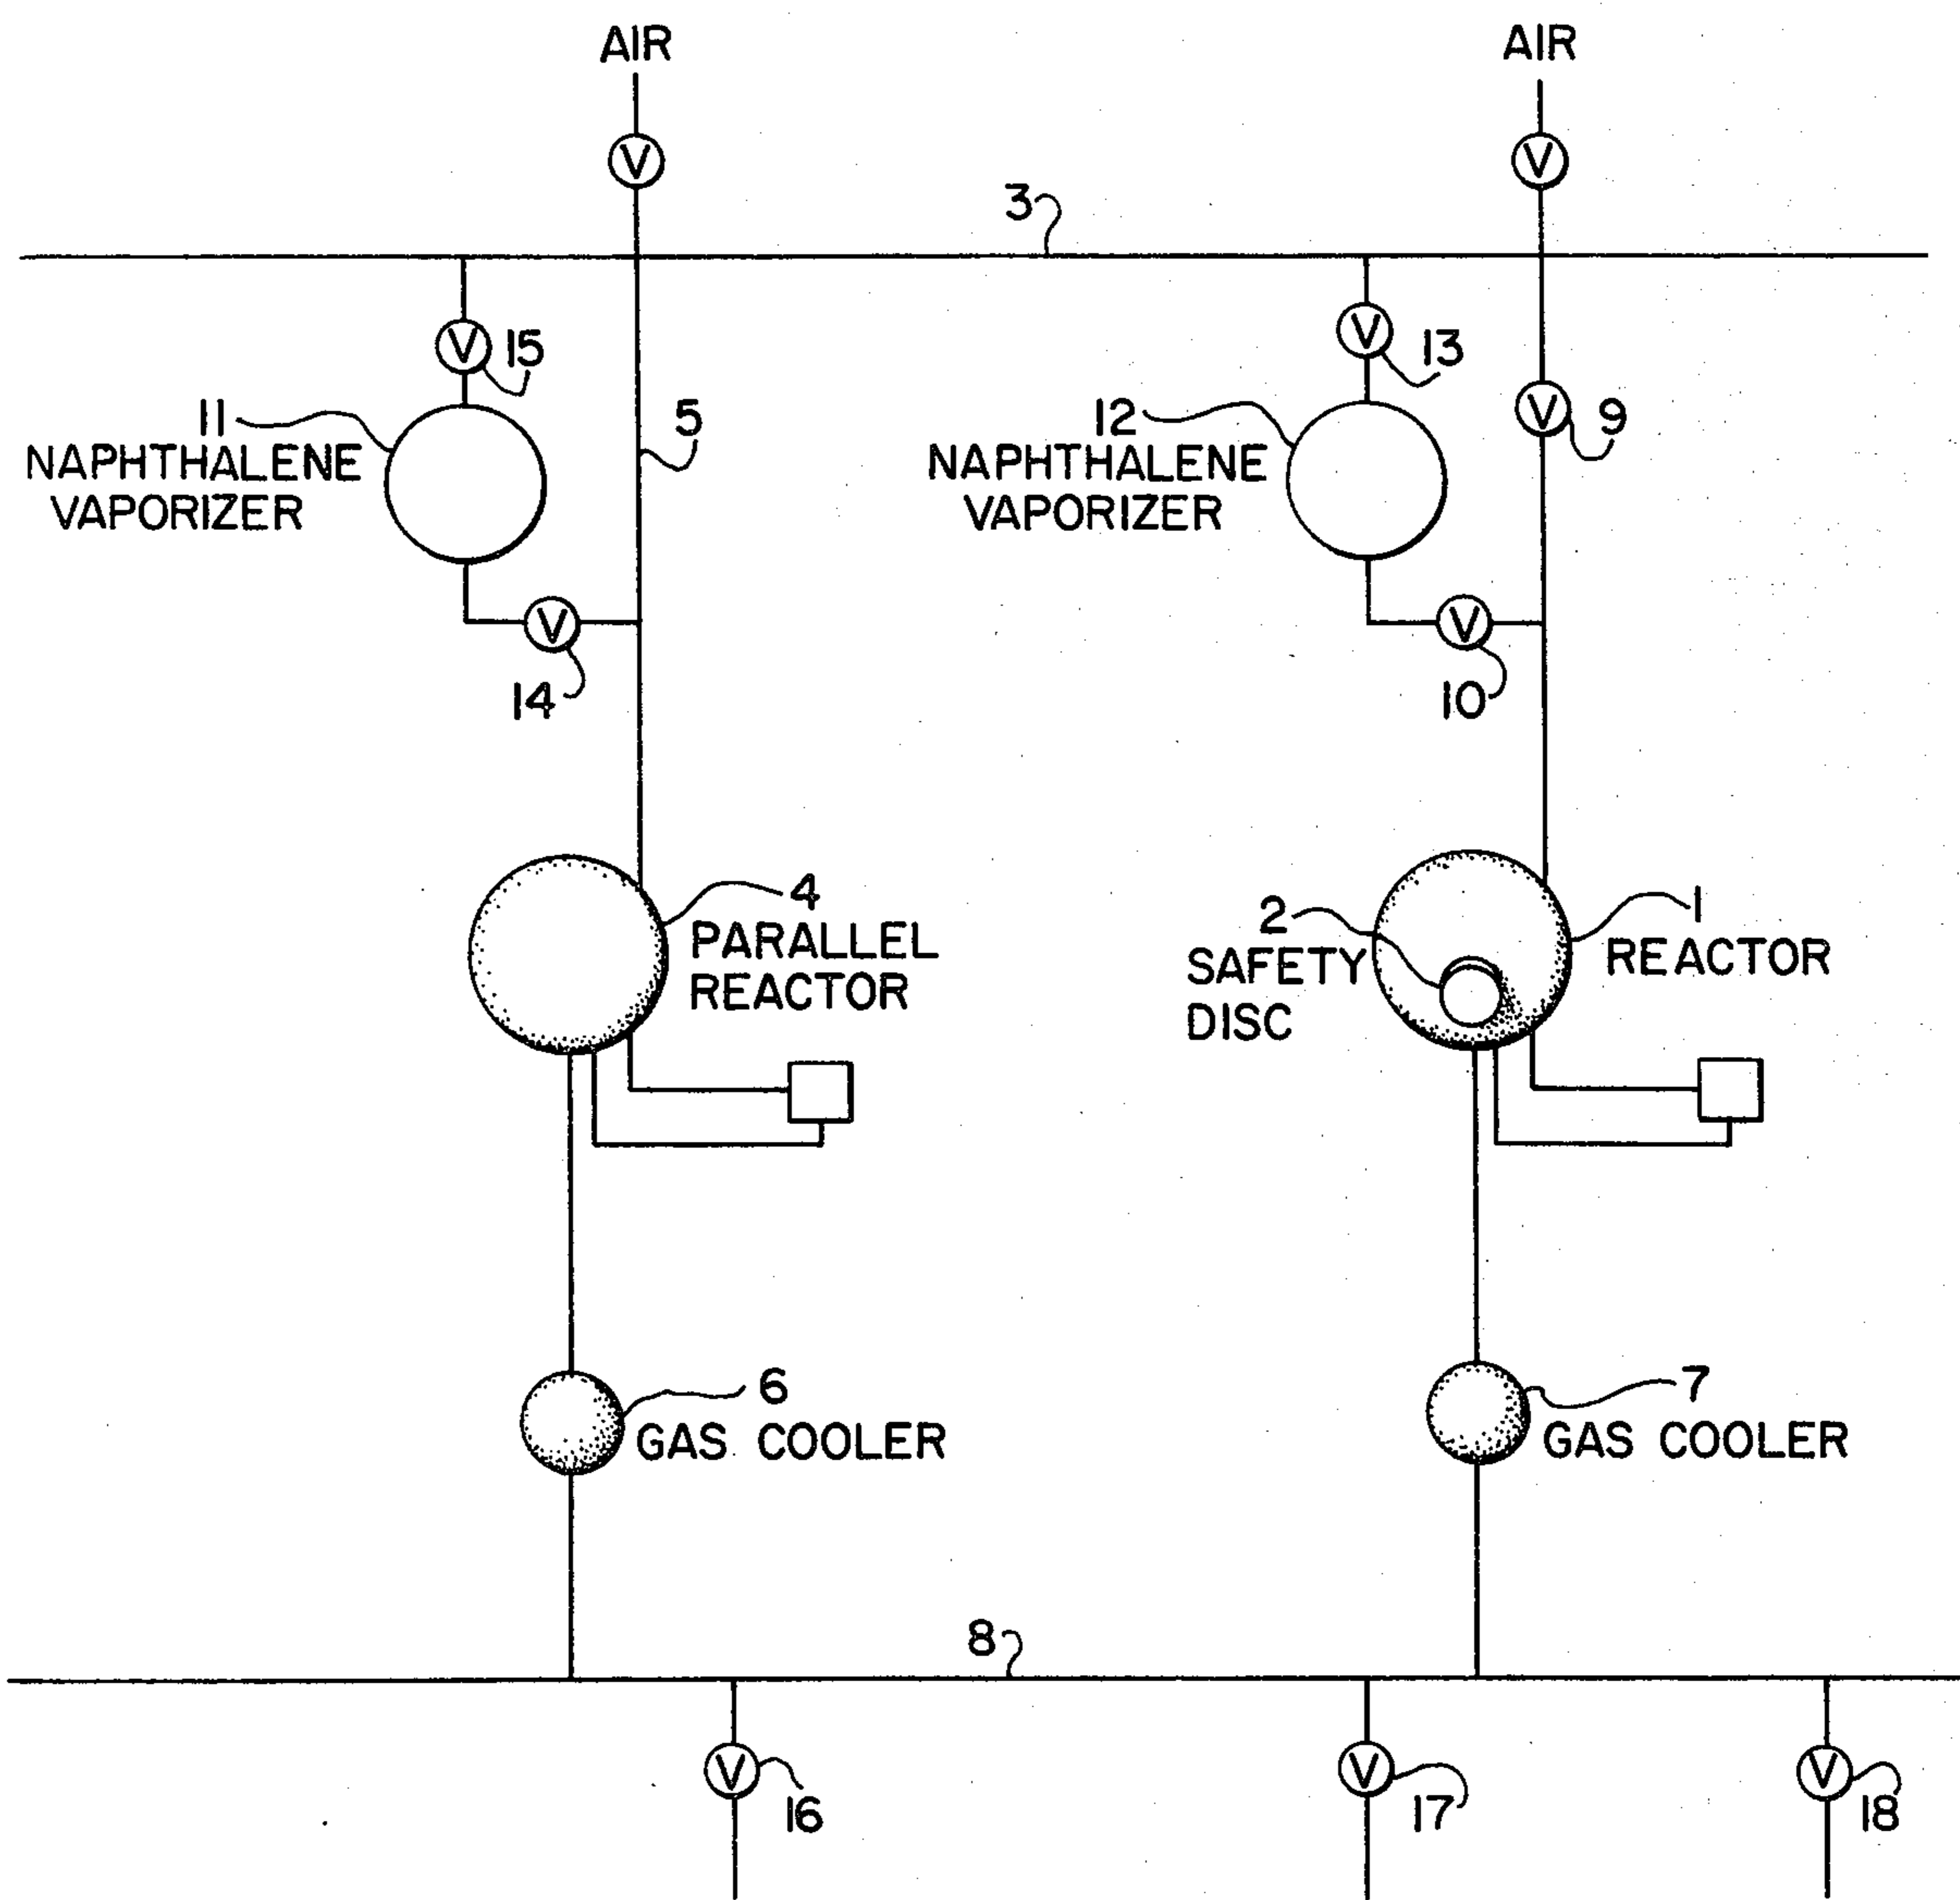 AIR
AIR
V
V
3
V
15
V
13
11
NAPHTHALENE
VAPORIZER
5
12
NAPHTHALENE
VAPORIZER
V
9
V
14
V
10
4
PARALLEL
REACTOR
2
SAFETY
DISC
1
REACTOR
6
GAS COOLER
7
GAS COOLER
8
V
16
V
17
V
18